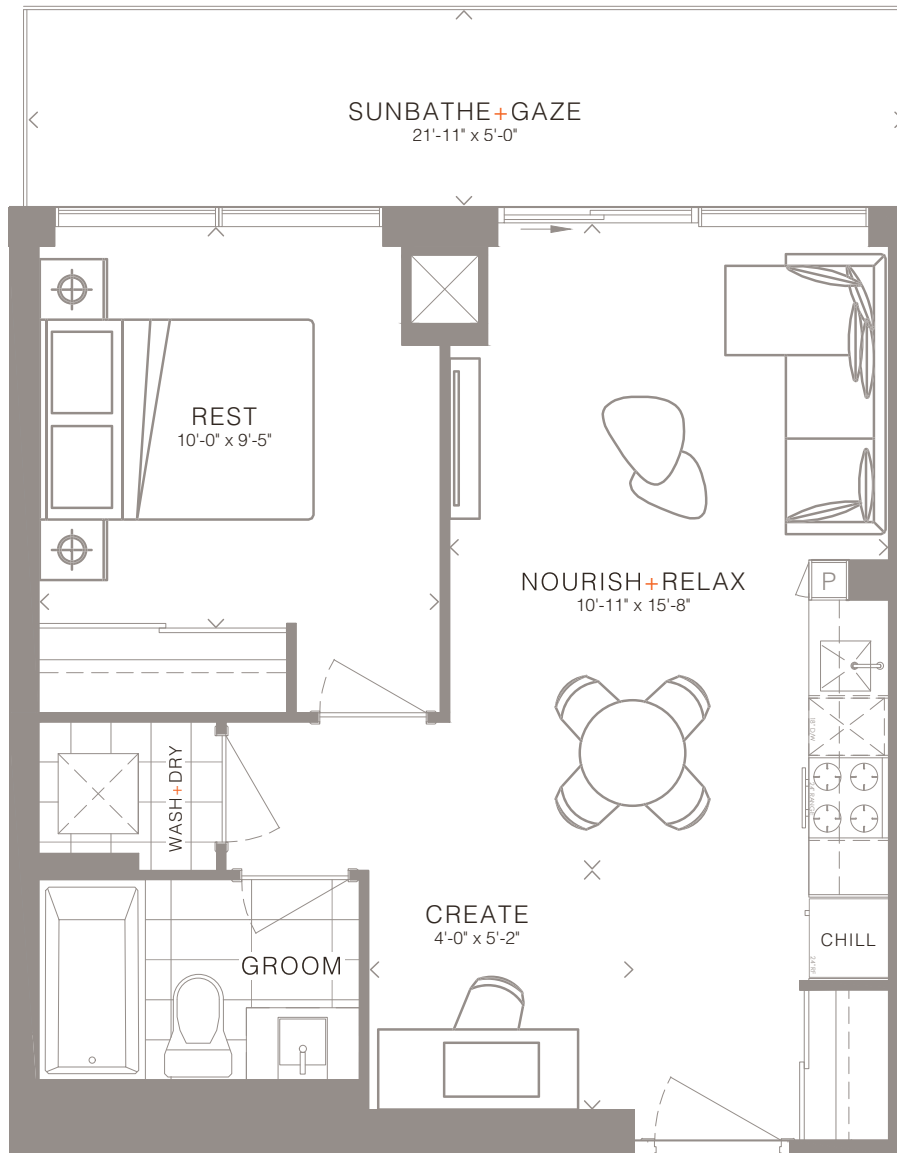 SUNBATHE+GAZE
21'-11" x 5'-0"
REST
10'-0" x 9'-5"
NOURISH+RELAX
10'-11" x 15'-8"
P
WASH+DRY
18" D/W
CREATE
4'-0" x 5'-2"
CHILL
GROOM